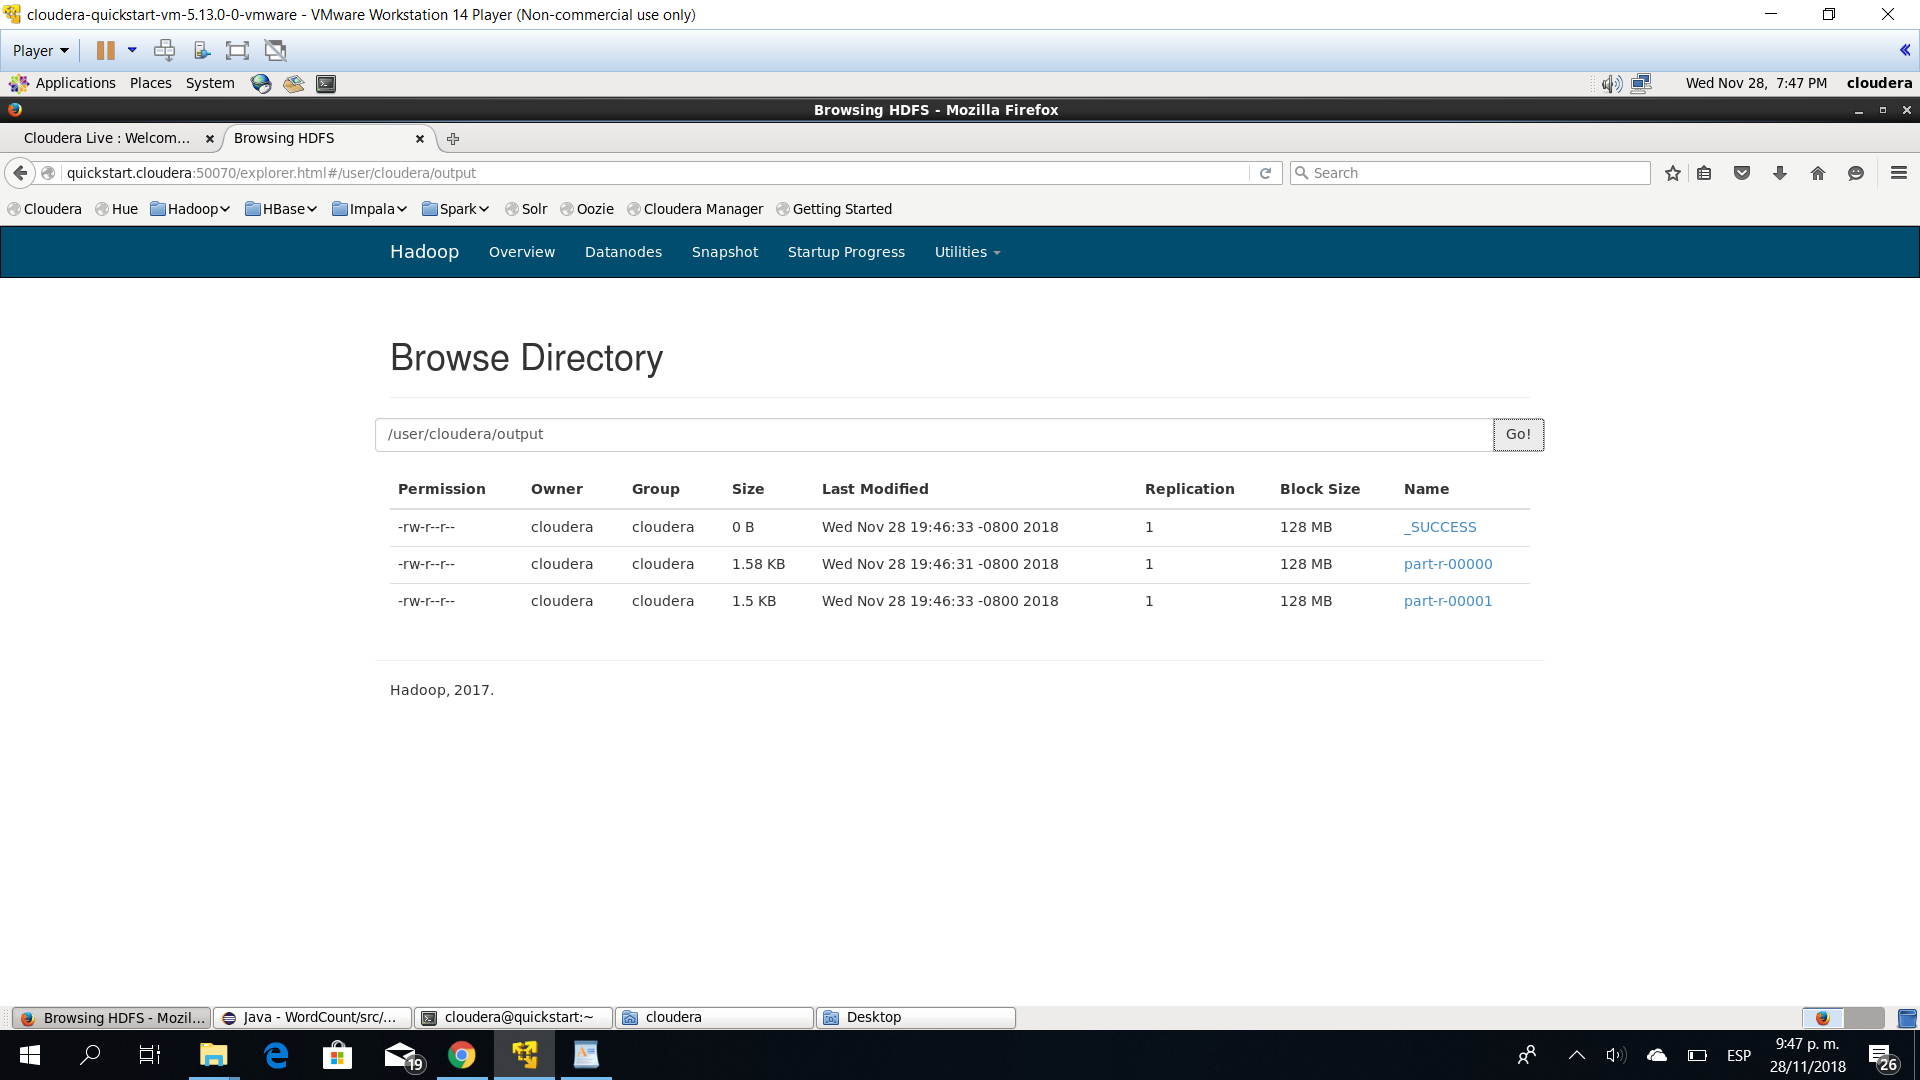 cloudera-quickstart-vm-5.13.0-0-vmware - VMware Workstation 14 Player (Non-commercial use only)
Player
Applications Places System Wed Nov 28, 7:47 PM cloudera
Browsing HDFS - Mozilla Firefox
Cloudera Live : Welcom... Browsing HDFS
quickstart.cloudera:50070/explorer.html#/user/cloudera/output Search
Cloudera Hue Hadoop HBase Impala Spark Solr Oozie Cloudera Manager Getting Started
Hadoop Overview Datanodes Snapshot Startup Progress Utilities
Browse Directory
/user/cloudera/output Go!
Permission Owner Group Size Last Modified Replication Block Size Name
-rw-r--r-- cloudera cloudera 0 B Wed Nov 28 19:46:33 -0800 2018 1 128 MB _SUCCESS
-rw-r--r-- cloudera cloudera 1.58 KB Wed Nov 28 19:46:31 -0800 2018 1 128 MB part-r-00000
-rw-r--r-- cloudera cloudera 1.5 KB Wed Nov 28 19:46:33 -0800 2018 1 128 MB part-r-00001
Hadoop, 2017.
Browsing HDFS - Mozil... Java - WordCount/src/... cloudera@quickstart:~ cloudera Desktop
19 ESP 9:47 p. m.
28/11/2018 26